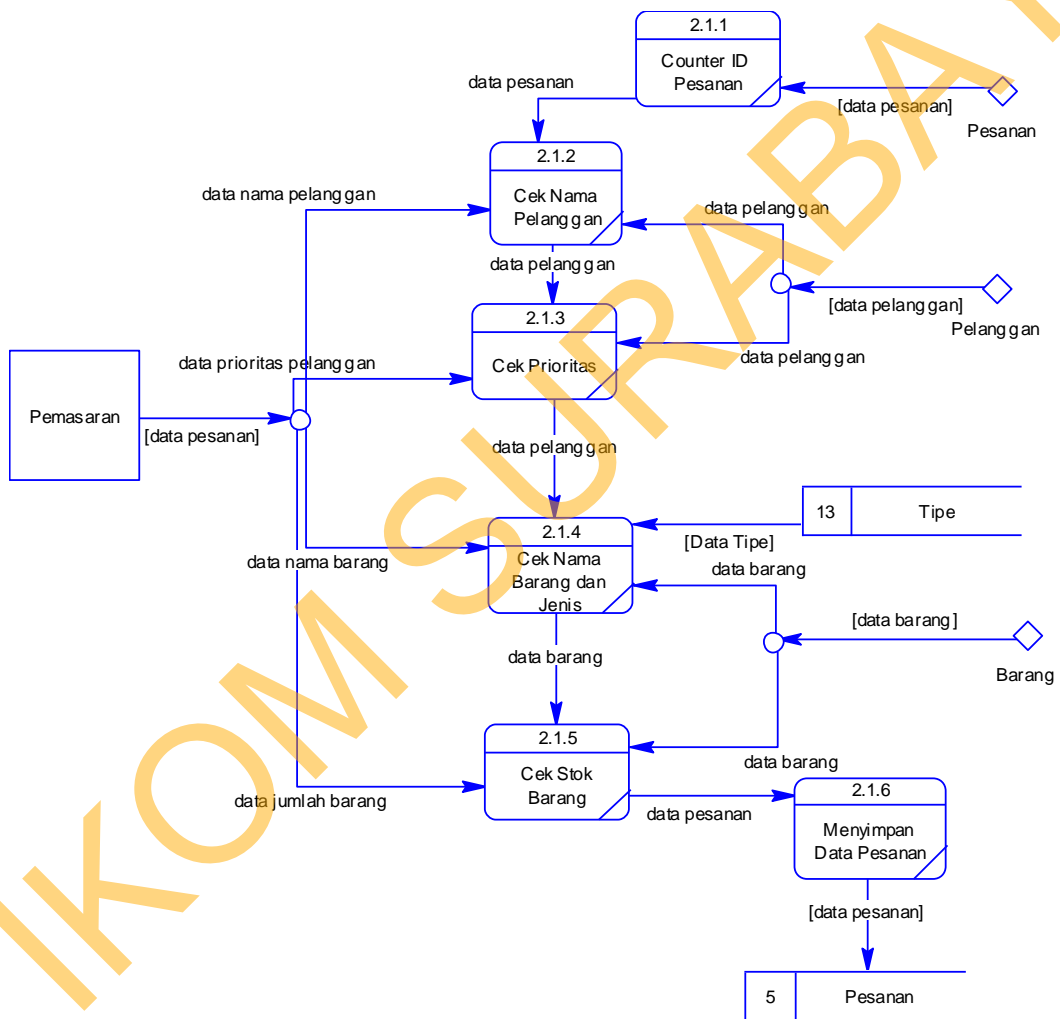 2.1.1
Counter ID
Pesanan
data pesanan
[data pesanan]
Pesanan
2.1.2
Cek Nama
Pelanggan
data nama pelanggan
data pelanggan
data pelanggan
[data pelanggan]
Pelanggan
2.1.3
Cek Prioritas
data prioritas pelanggan
data pelanggan
Pemasaran
[data pesanan]
data pelanggan
13
Tipe
2.1.4
Cek Nama
Barang dan
Jenis
[Data Tipe]
data nama barang
data barang
[data barang]
Barang
data barang
2.1.5
Cek Stok
Barang
data barang
data jumlah barang
data pesanan
2.1.6
Menyimpan
Data Pesanan
[data pesanan]
5
Pesanan
IKOM SURABAY